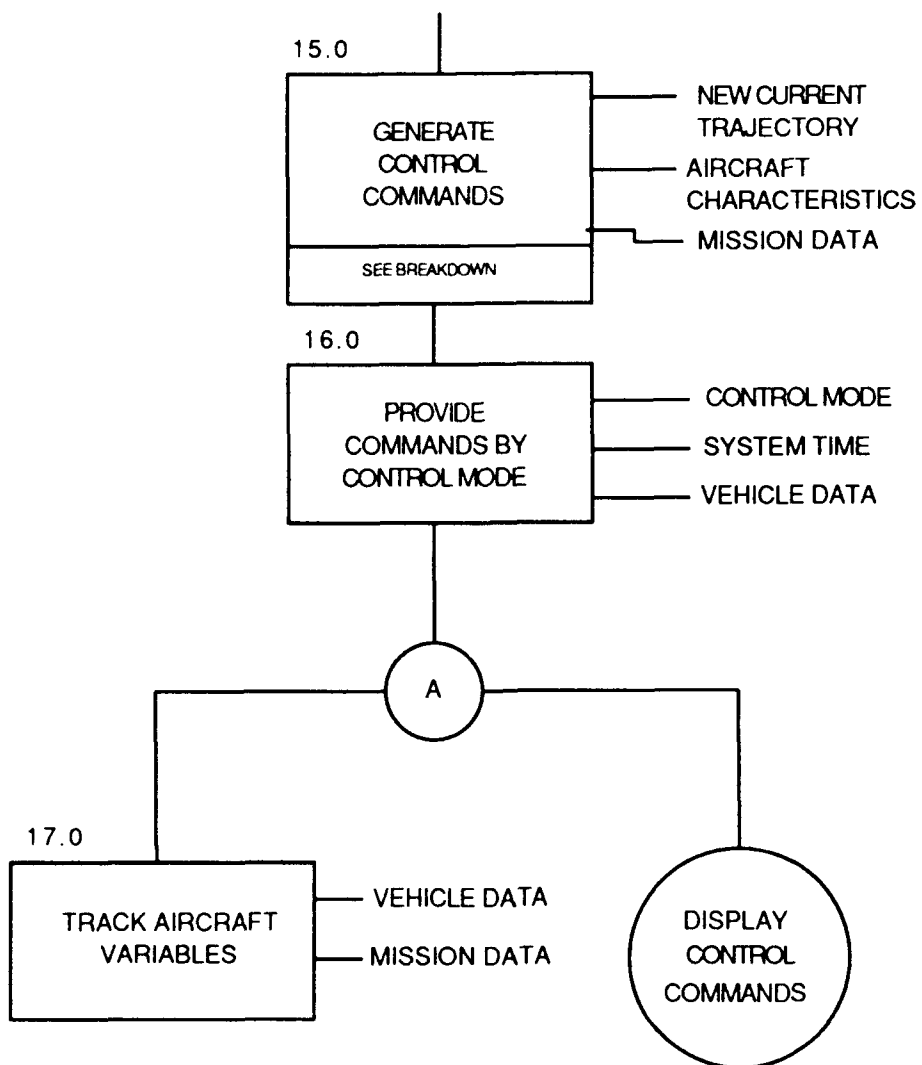 15.0
GENERATE
CONTROL
COMMANDS
SEE BREAKDOWN
NEW CURRENT
TRAJECTORY
AIRCRAFT
CHARACTERISTICS
MISSION DATA
16.0
PROVIDE
COMMANDS BY
CONTROL MODE
CONTROL MODE
SYSTEM TIME
VEHICLE DATA
A
17.0
TRACK AIRCRAFT
VARIABLES
VEHICLE DATA
MISSION DATA
DISPLAY
CONTROL
COMMANDS